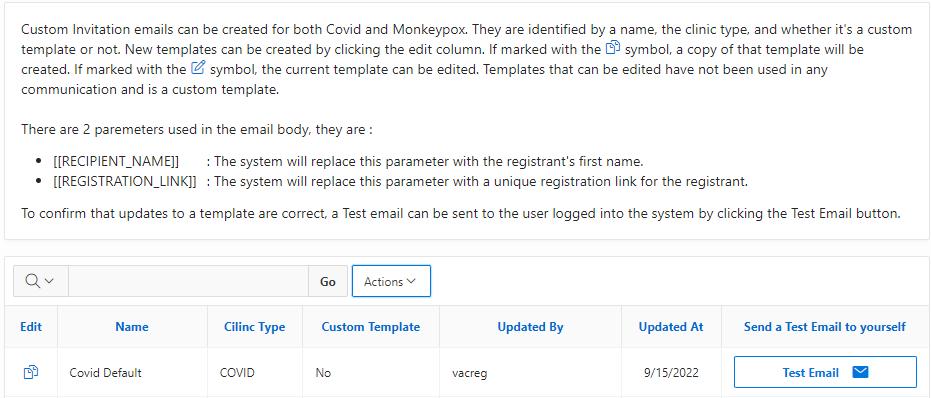 Custom Invitation emails can be created for both Covid and Monkeypox. They are identified by a name, the clinic type, and whether it's a custom
template or not. New templates can be created by clicking the edit column. If marked with the symbol, a copy of that template will be
created. If marked with the symbol, the current template can be edited. Templates that can be edited have not been used in any
communication and is a custom template.
There are 2 paremeters used in the email body, they are :
• [[RECIPIENT_NAME]] : The system will replace this parameter with the registrant's first name.
• [[REGISTRATION_LINK]] : The system will replace this parameter with a unique registration link for the registrant.
To confirm that updates to a template are correct, a Test email can be sent to the user logged into the system by clicking the Test Email button.
Go Actions
Edit Name Cilinc Type Custom Template Updated By Updated At Send a Test Email to yourself
Covid Default COVID No vacreg 9/15/2022 Test Email